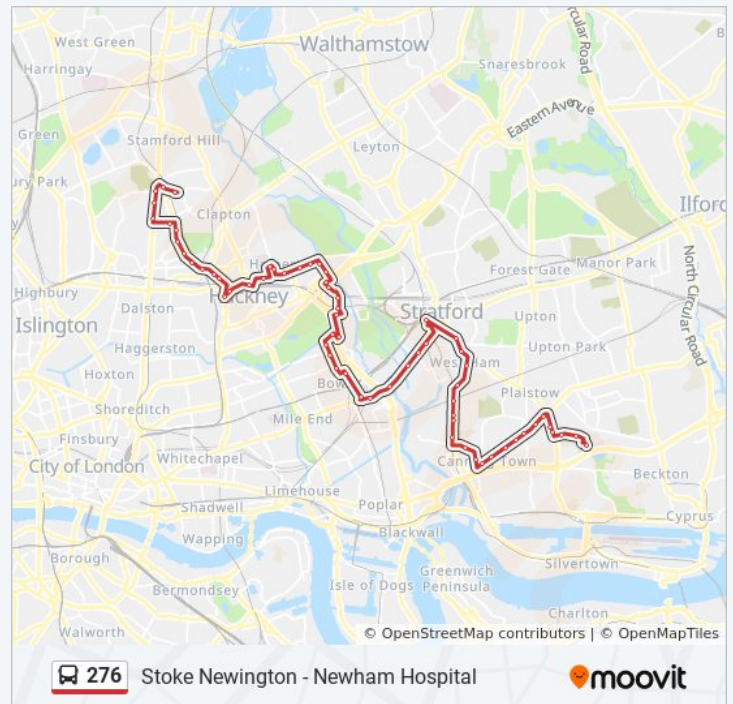 West Green
Walthamstow
Circular Road
Harringay
Snaresbrook
Green
Stamford Hill
Eastern Avenue
Leyton
ury Park
Clapton
Ilford
Manor Park
Forest Gate
Highbury
Hackney
Dalston
Stratford
North Circular Road
Islington
Upton
Haggerston
Upton Park
West Ham
Hoxton
Bow
Plaistow
Shoreditch
Mile End
Finsbury
Whitechapel
Canning Town
City of London
Beckton
Limehouse
Shadwell
Poplar
Cyprus
Wapping
Blackwall
Borough
Greenwich
Peninsula
Silvertown
Isle of Dogs
Bermondsey
Charlton
Walworth
© OpenStreetMap contributors | © OpenMapTiles
276 Stoke Newington - Newham Hospital
moovit